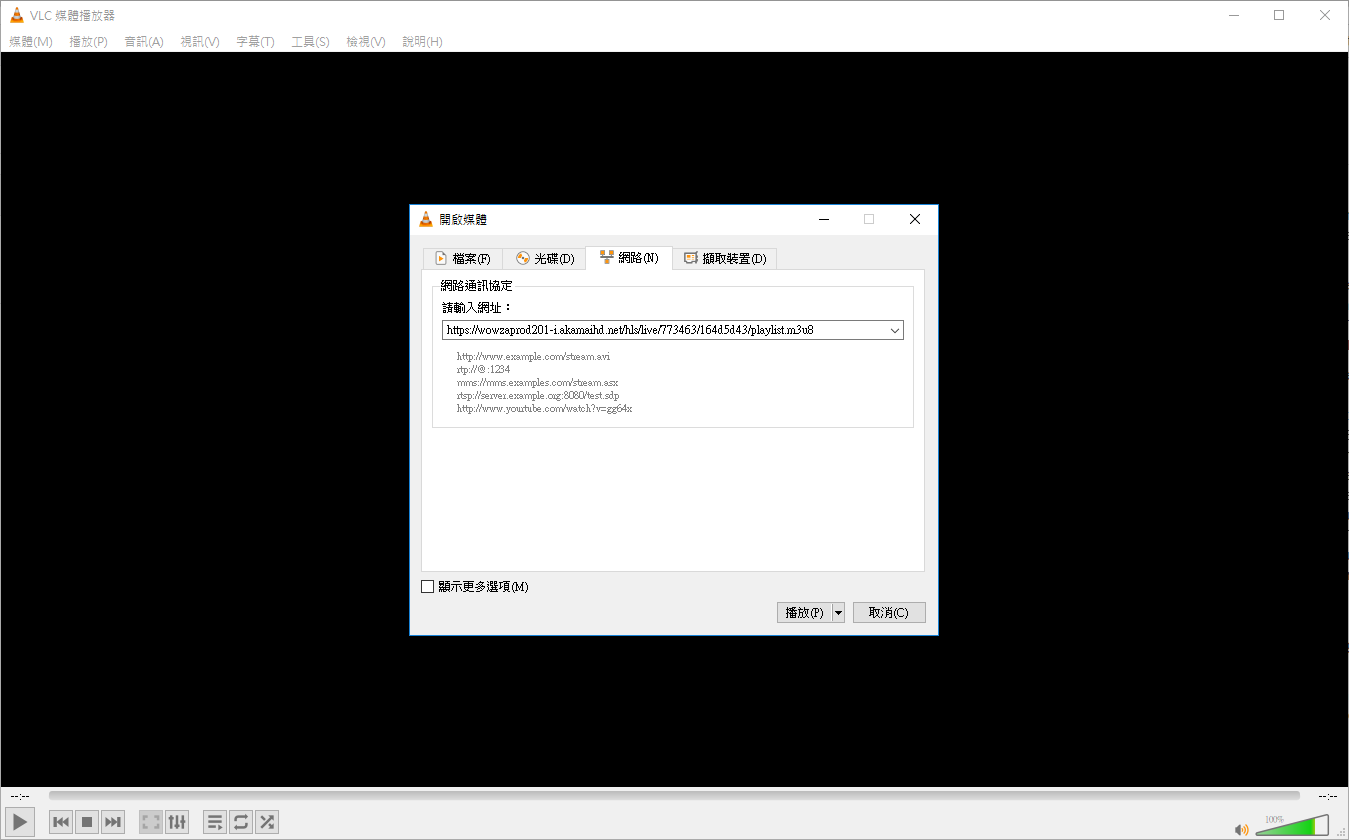 VLC 媒體播放器
媒體(M) 播放(P) 音訊(A) 視訊(V) 字幕(T) 工具(S) 檢視(V) 說明(H)
開啟媒體
檔案(F) 光碟(D) 網路(N) 擷取裝置(D)
網路通訊協定
請輸入網址：
https://wowzaprod201-i.akamaihd.net/hls/live/773463/164d5d43/playlist.m3u8
http://www.example.com/stream.avi
rtp://@:1234
mms://mms.examples.com/stream.asx
rtsp://server.example.org:8080/test.sdp
http://www.yourtube.com/watch?v=gg64x
顯示更多選項(M)
播放(P) 取消(C)
--:-- --:--
100%